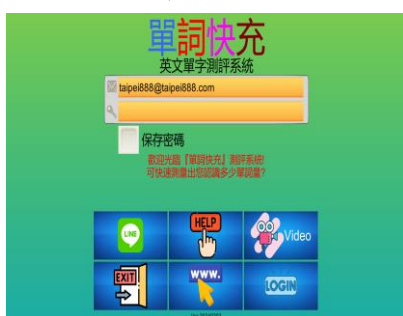 單詞快充
英文單字測評系統
taipei888@taipei888.com
保存密碼
歡迎光臨『單詞快充』測評系統!
可快速測量出您認識多少單詞量?
LINE
HELP
Video
EXIT
www.
LOGIN